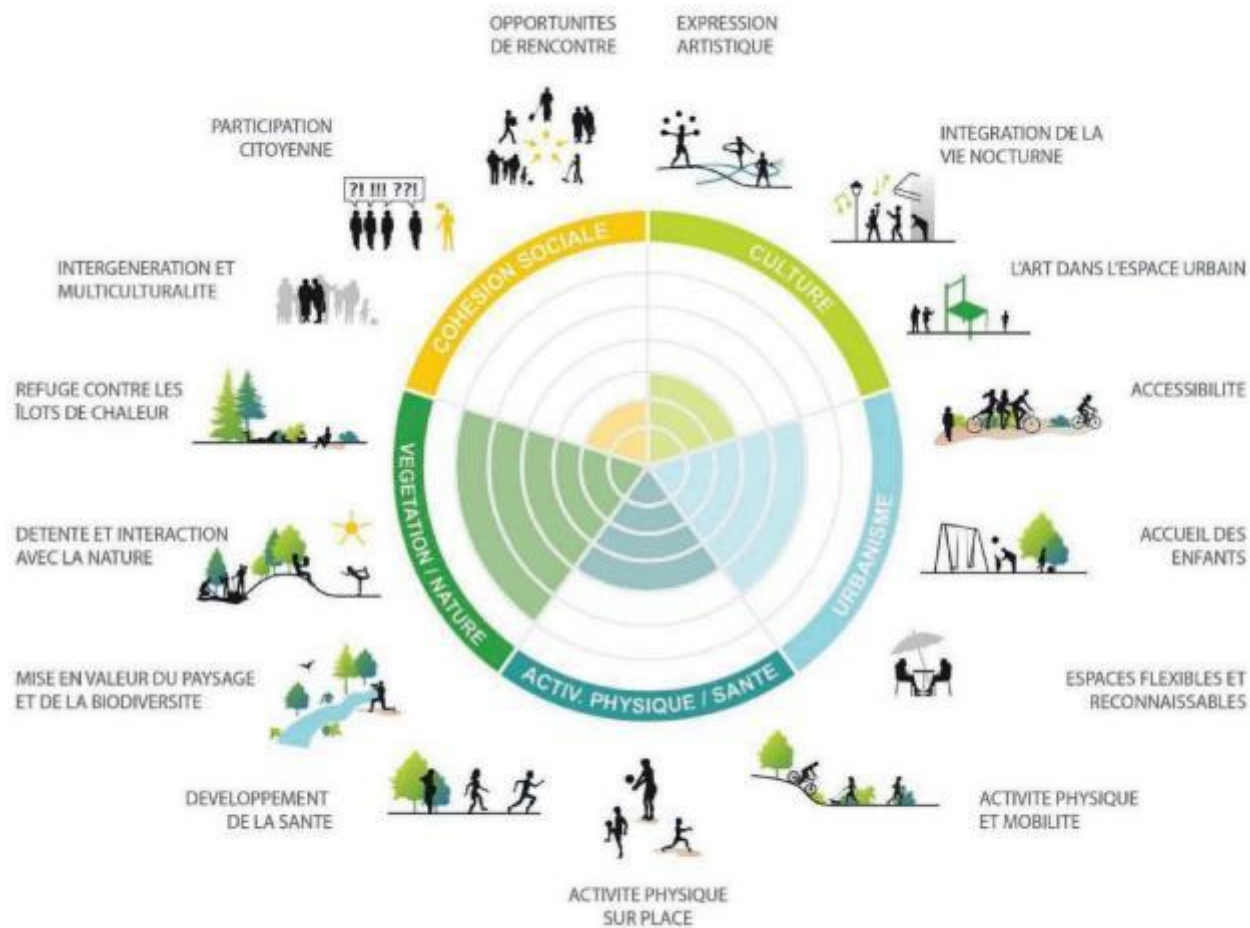 OPPORTUNITES
DE RENCONTRE
EXPRESSION
ARTISTIQUE
PARTICIPATION
CITOYENNE
?! !!! ??!
INTEGRATION DE LA
VIE NOCTURNE
INTERGENERATION ET
MULTICULTURALITE
COHESION SOCIALE
CULTURE
L'ART DANS L'ESPACE URBAIN
REFUGE CONTRE LES
ÎLOTS DE CHALEUR
ACCESSIBILITE
VEGETATION / NATURE
URBANISME
DETENTE ET INTERACTION
AVEC LA NATURE
ACCUEIL DES
ENFANTS
MISE EN VALEUR DU PAYSAGE
ET DE LA BIODIVERSITE
ACTIV. PHYSIQUE / SANTE
ESPACES FLEXIBLES ET
RECONNAISSABLES
DEVELOPPEMENT
DE LA SANTE
ACTIVITE PHYSIQUE
ET MOBILITE
ACTIVITE PHYSIQUE
SUR PLACE